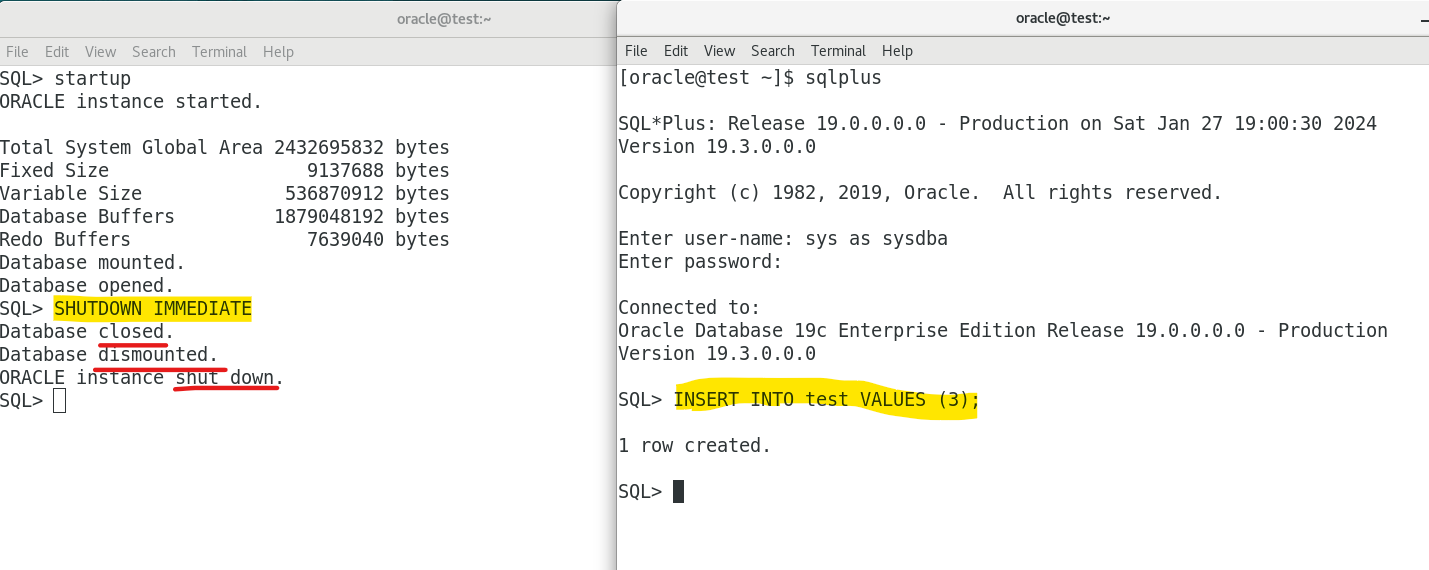 oracle@test:~
File Edit View Search Terminal Help
SQL> startup
ORACLE instance started.
Total System Global Area 2432695832 bytes
Fixed Size 9137688 bytes
Variable Size 536870912 bytes
Database Buffers 1879048192 bytes
Redo Buffers 7639040 bytes
Database mounted.
Database opened.
SQL> SHUTDOWN IMMEDIATE
Database closed.
Database dismounted.
ORACLE instance shut down.
SQL>
oracle@test:~
File Edit View Search Terminal Help
[oracle@test ~]$ sqlplus
SQL*Plus: Release 19.0.0.0.0 - Production on Sat Jan 27 19:00:30 2024
Version 19.3.0.0.0
Copyright (c) 1982, 2019, Oracle.  All rights reserved.
Enter user-name: sys as sysdba
Enter password:
Connected to:
Oracle Database 19c Enterprise Edition Release 19.0.0.0.0 - Production
Version 19.3.0.0.0
SQL> INSERT INTO test VALUES (3);
1 row created.
SQL>